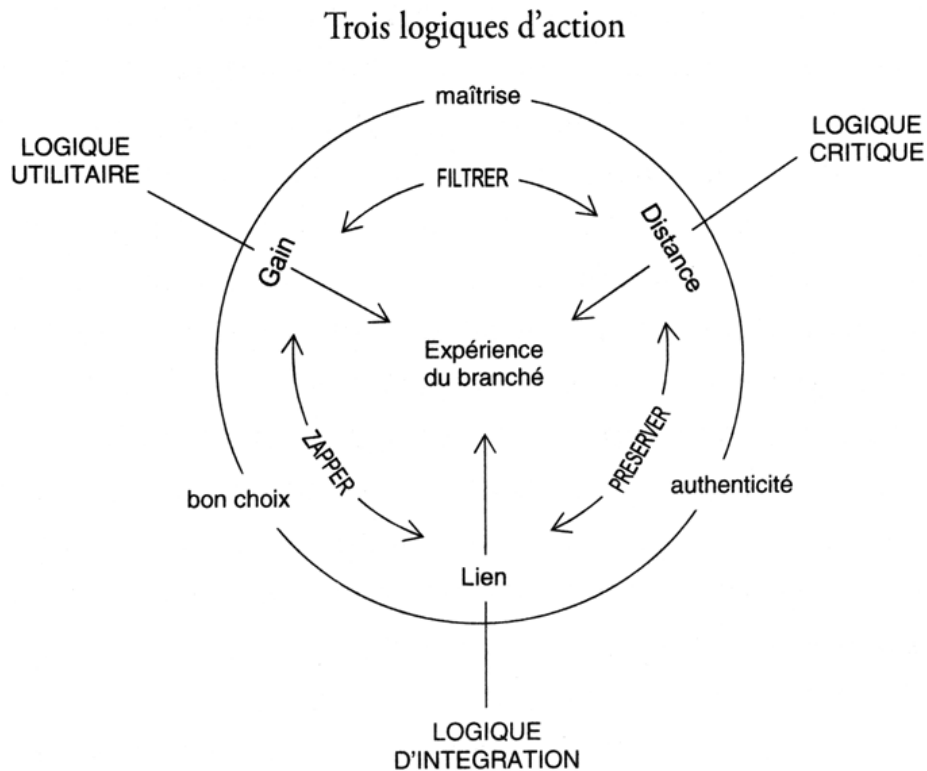 Trois logiques d'action
maîtrise
LOGIQUE
UTILITAIRE
LOGIQUE
CRITIQUE
FILTRER
Gain
Distance
Expérience
du branché
ZAPPER
PRESERVER
bon choix
authenticité
Lien
LOGIQUE
D'INTEGRATION